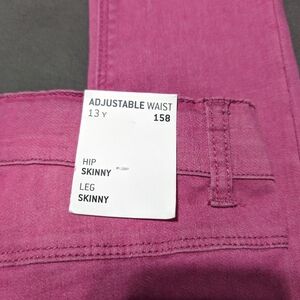 ADJUSTABLE WAIST
13 Y 158
HIP
SKINNY
LEG
SKINNY